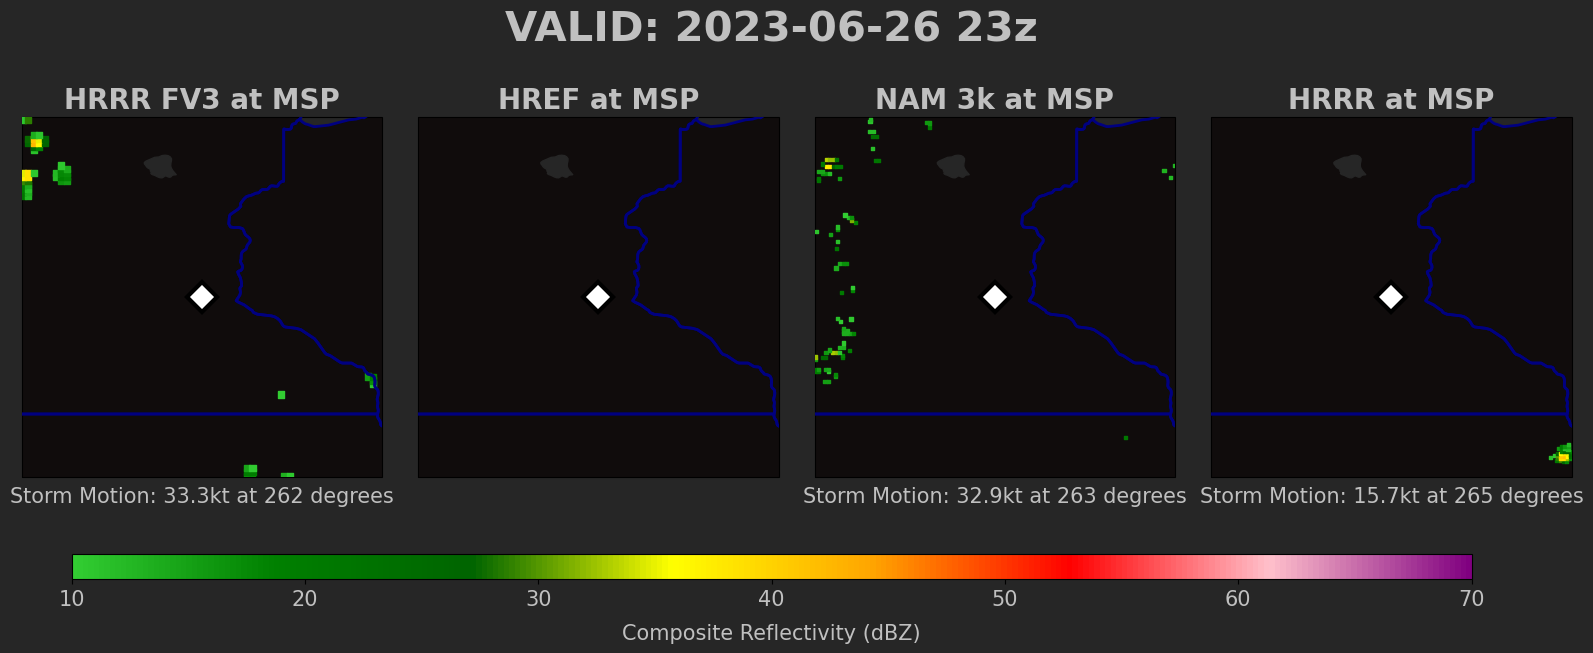 VALID: 2023-06-26 23z
HRRR FV3 at MSP
HREF at MSP
NAM 3k at MSP
HRRR at MSP
Storm Motion: 33.3kt at 262 degrees
Storm Motion: 32.9kt at 263 degrees
Storm Motion: 15.7kt at 265 degrees
10 20 30 40 50 60 70
Composite Reflectivity (dBZ)